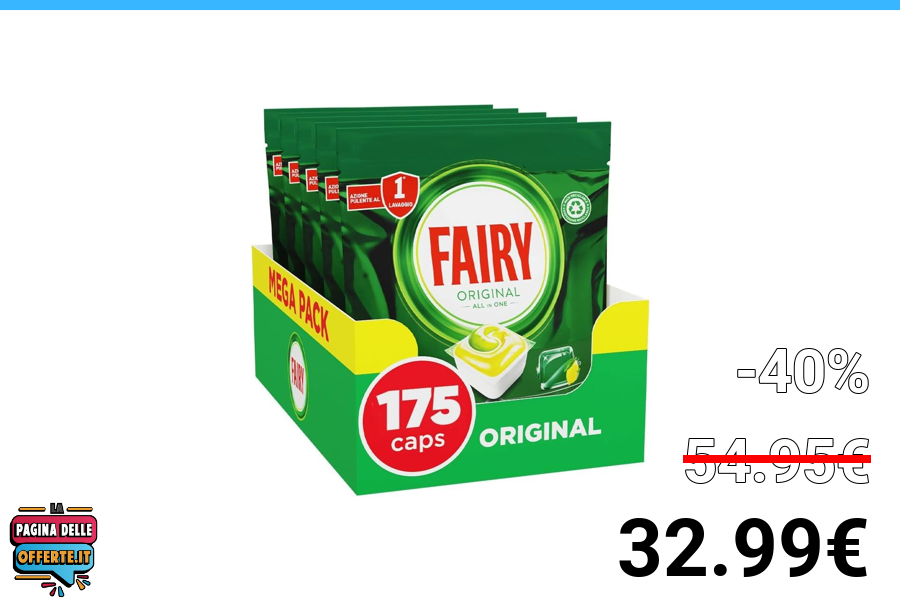 AZIONE
PULENTE AL
1°
LAVAGGIO
FAIRY
ORIGINAL
ALL IN ONE
MEGA PACK
FAIRY
175
caps
ORIGINAL
-40%
54.95€
32.99€
LA
PAGINA DELLE
OFFERTE.IT